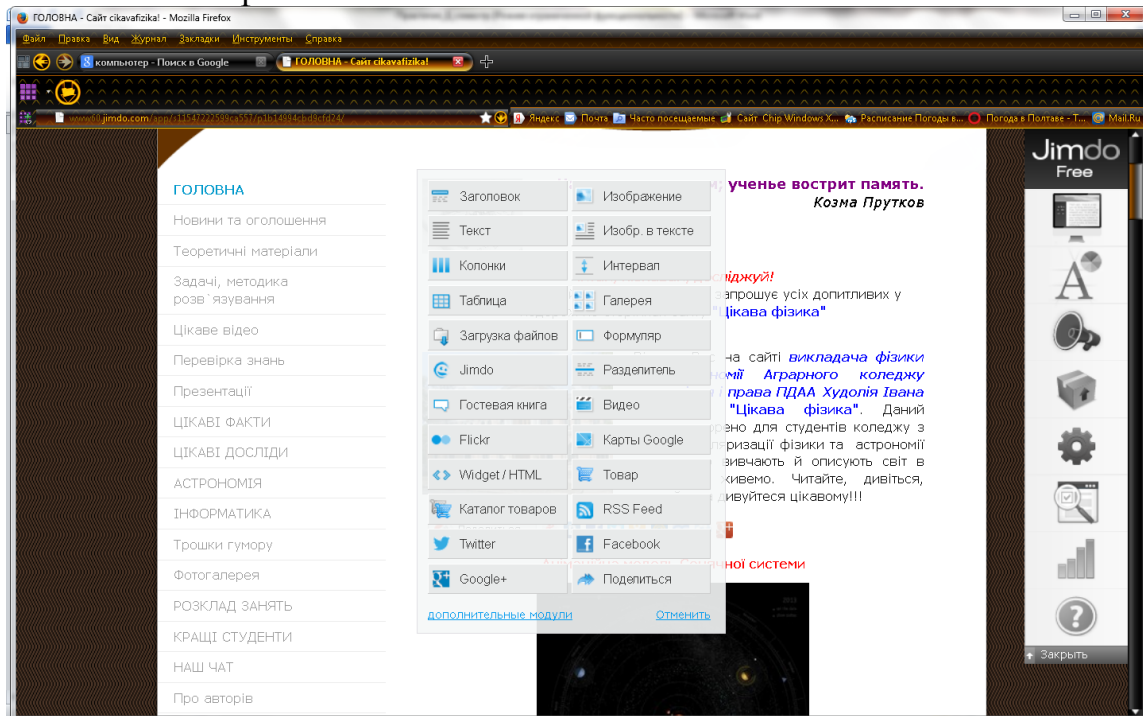 ГОЛОВНА - Сайт cikavafizika! - Mozilla Firefox
Файл Правка Вид Журнал Закладки Инструменты Справка
компьютер - Поиск в Google ГОЛОВНА - Сайт cikavafizika!
Яндекс Почта Часто посещаемые Сайт Chip Windows X... Расписание Погоды в... Погода в Полтаве - Т... Mail.Ru
Jimdo
Free
ГОЛОВНА
Новини та оголошення
Теоретичні матеріали
Задачі, методика
розв`язування
Цікаве відео
Перевірка знань
Презентації
ЦІКАВІ ФАКТИ
ЦІКАВІ ДОСЛІДИ
АСТРОНОМІЯ
ІНФОРМАТИКА
Трошки гумору
Фотогалерея
РОЗКЛАД ЗАНЯТЬ
КРАЩІ СТУДЕНТИ
НАШ ЧАТ
Про авторів
Заголовок Изображение
Текст Изобр. в тексте
Колонки Интервал
Таблица Галерея
Загрузка файлов Формуляр
Jimdo Разделитель
Гостевая книга Видео
Flickr Карты Google
Widget / HTML Товар
Каталог товаров RSS Feed
Twitter Facebook
Google+ Поделиться
дополнительные модули Отменить
ученье вострит память.
Козма Прутков
запрошує усіх допитливих у
"Цікава фізика"
на сайті викладача фізики
Аграрного коледжу
і права ПДАА Худолія Івана
"Цікава фізика". Даний
для студентів коледжу з
фізики та астрономії
й описують світ в
Читайте, дивіться,
цікавому!!!
системи
Закрыть